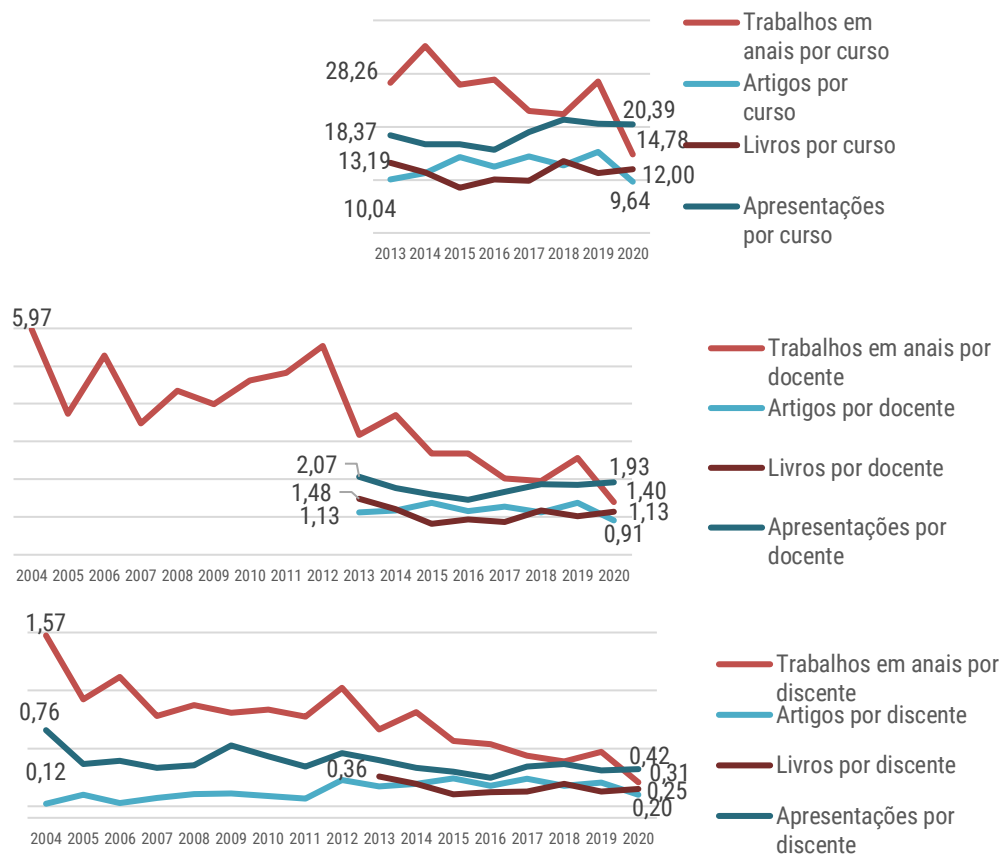 Trabalhos em
anais por curso
Artigos por
curso
Livros por curso
Apresentações
por curso
28,26
18,37
13,19
10,04
20,39
14,78
12,00
9,64
2013 2014 2015 2016 2017 2018 2019 2020
5,97
2,07
1,48
1,13
1,93
1,40
1,13
0,91
2004 2005 2006 2007 2008 2009 2010 2011 2012 2013 2014 2015 2016 2017 2018 2019 2020
Trabalhos em anais por
docente
Artigos por docente
Livros por docente
Apresentações por
docente
1,57
0,76
0,12
0,36
0,42
0,31
0,25
0,20
2004 2005 2006 2007 2008 2009 2010 2011 2012 2013 2014 2015 2016 2017 2018 2019 2020
Trabalhos em anais por
discente
Artigos por discente
Livros por discente
Apresentações por
discente